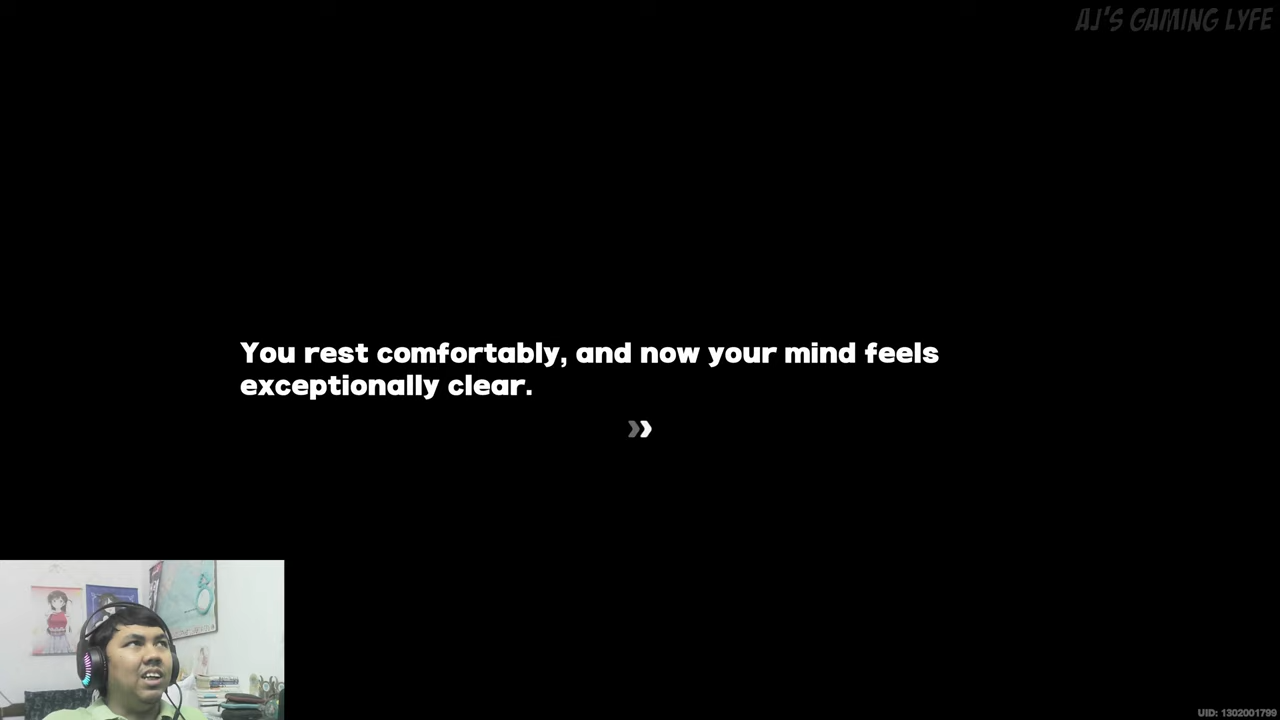 AJ'S GAMING LYFE
You rest comfortably, and now your mind feels
exceptionally clear.
UID: 1302001799